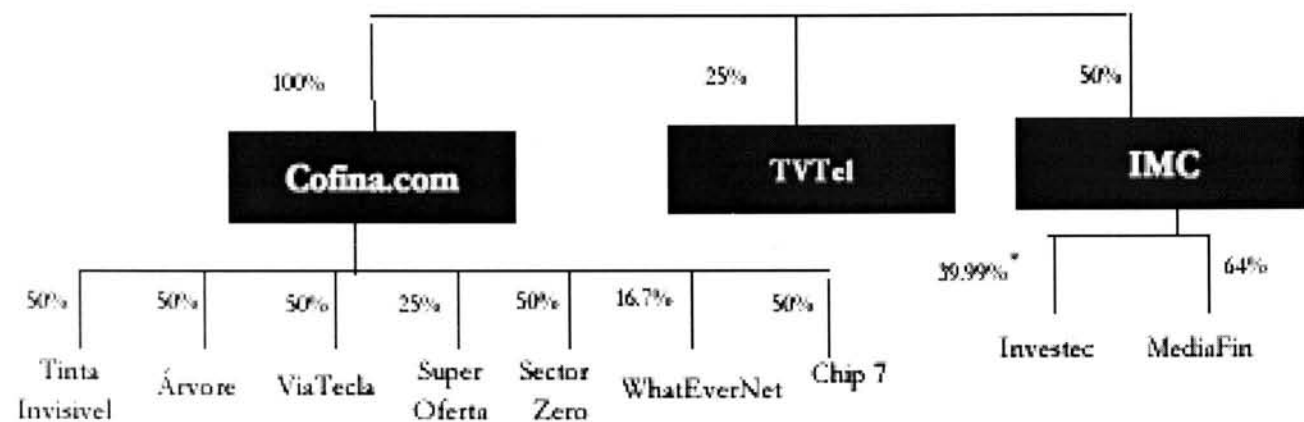 100%
25%
50%
Cofina.com
TVTel
IMC
39.99%*
64%
50%
50%
50%
25%
50%
16.7%
50%
Investec
MediaFin
Tinta
Invisivel
Árvore
ViaTecla
Super
Oferta
Sector
Zero
WhatEverNet
Chip 7